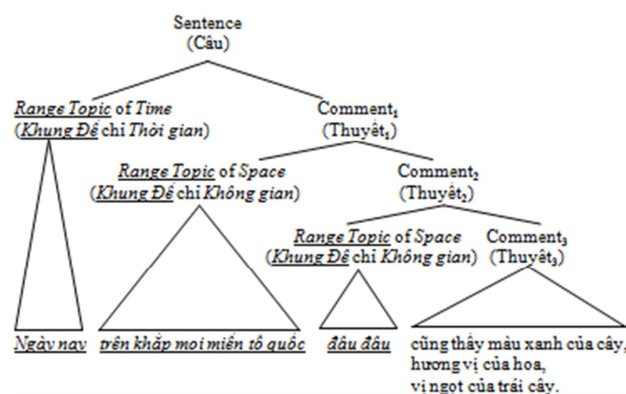 Sentence
(Câu)
Range Topic of Time
(Khung Đề chỉ Thời gian)
Comment₁
(Thuyết₁)
Range Topic of Space
(Khung Đề chỉ Không gian)
Comment₂
(Thuyết₂)
Range Topic of Space
(Khung Đề chỉ Không gian)
Comment₃
(Thuyết₃)
Ngày nay
trên khắp mọi miền tổ quốc
đâu đâu
cũng thấy màu xanh của cây,
hương vị của hoa,
vị ngọt của trái cây.